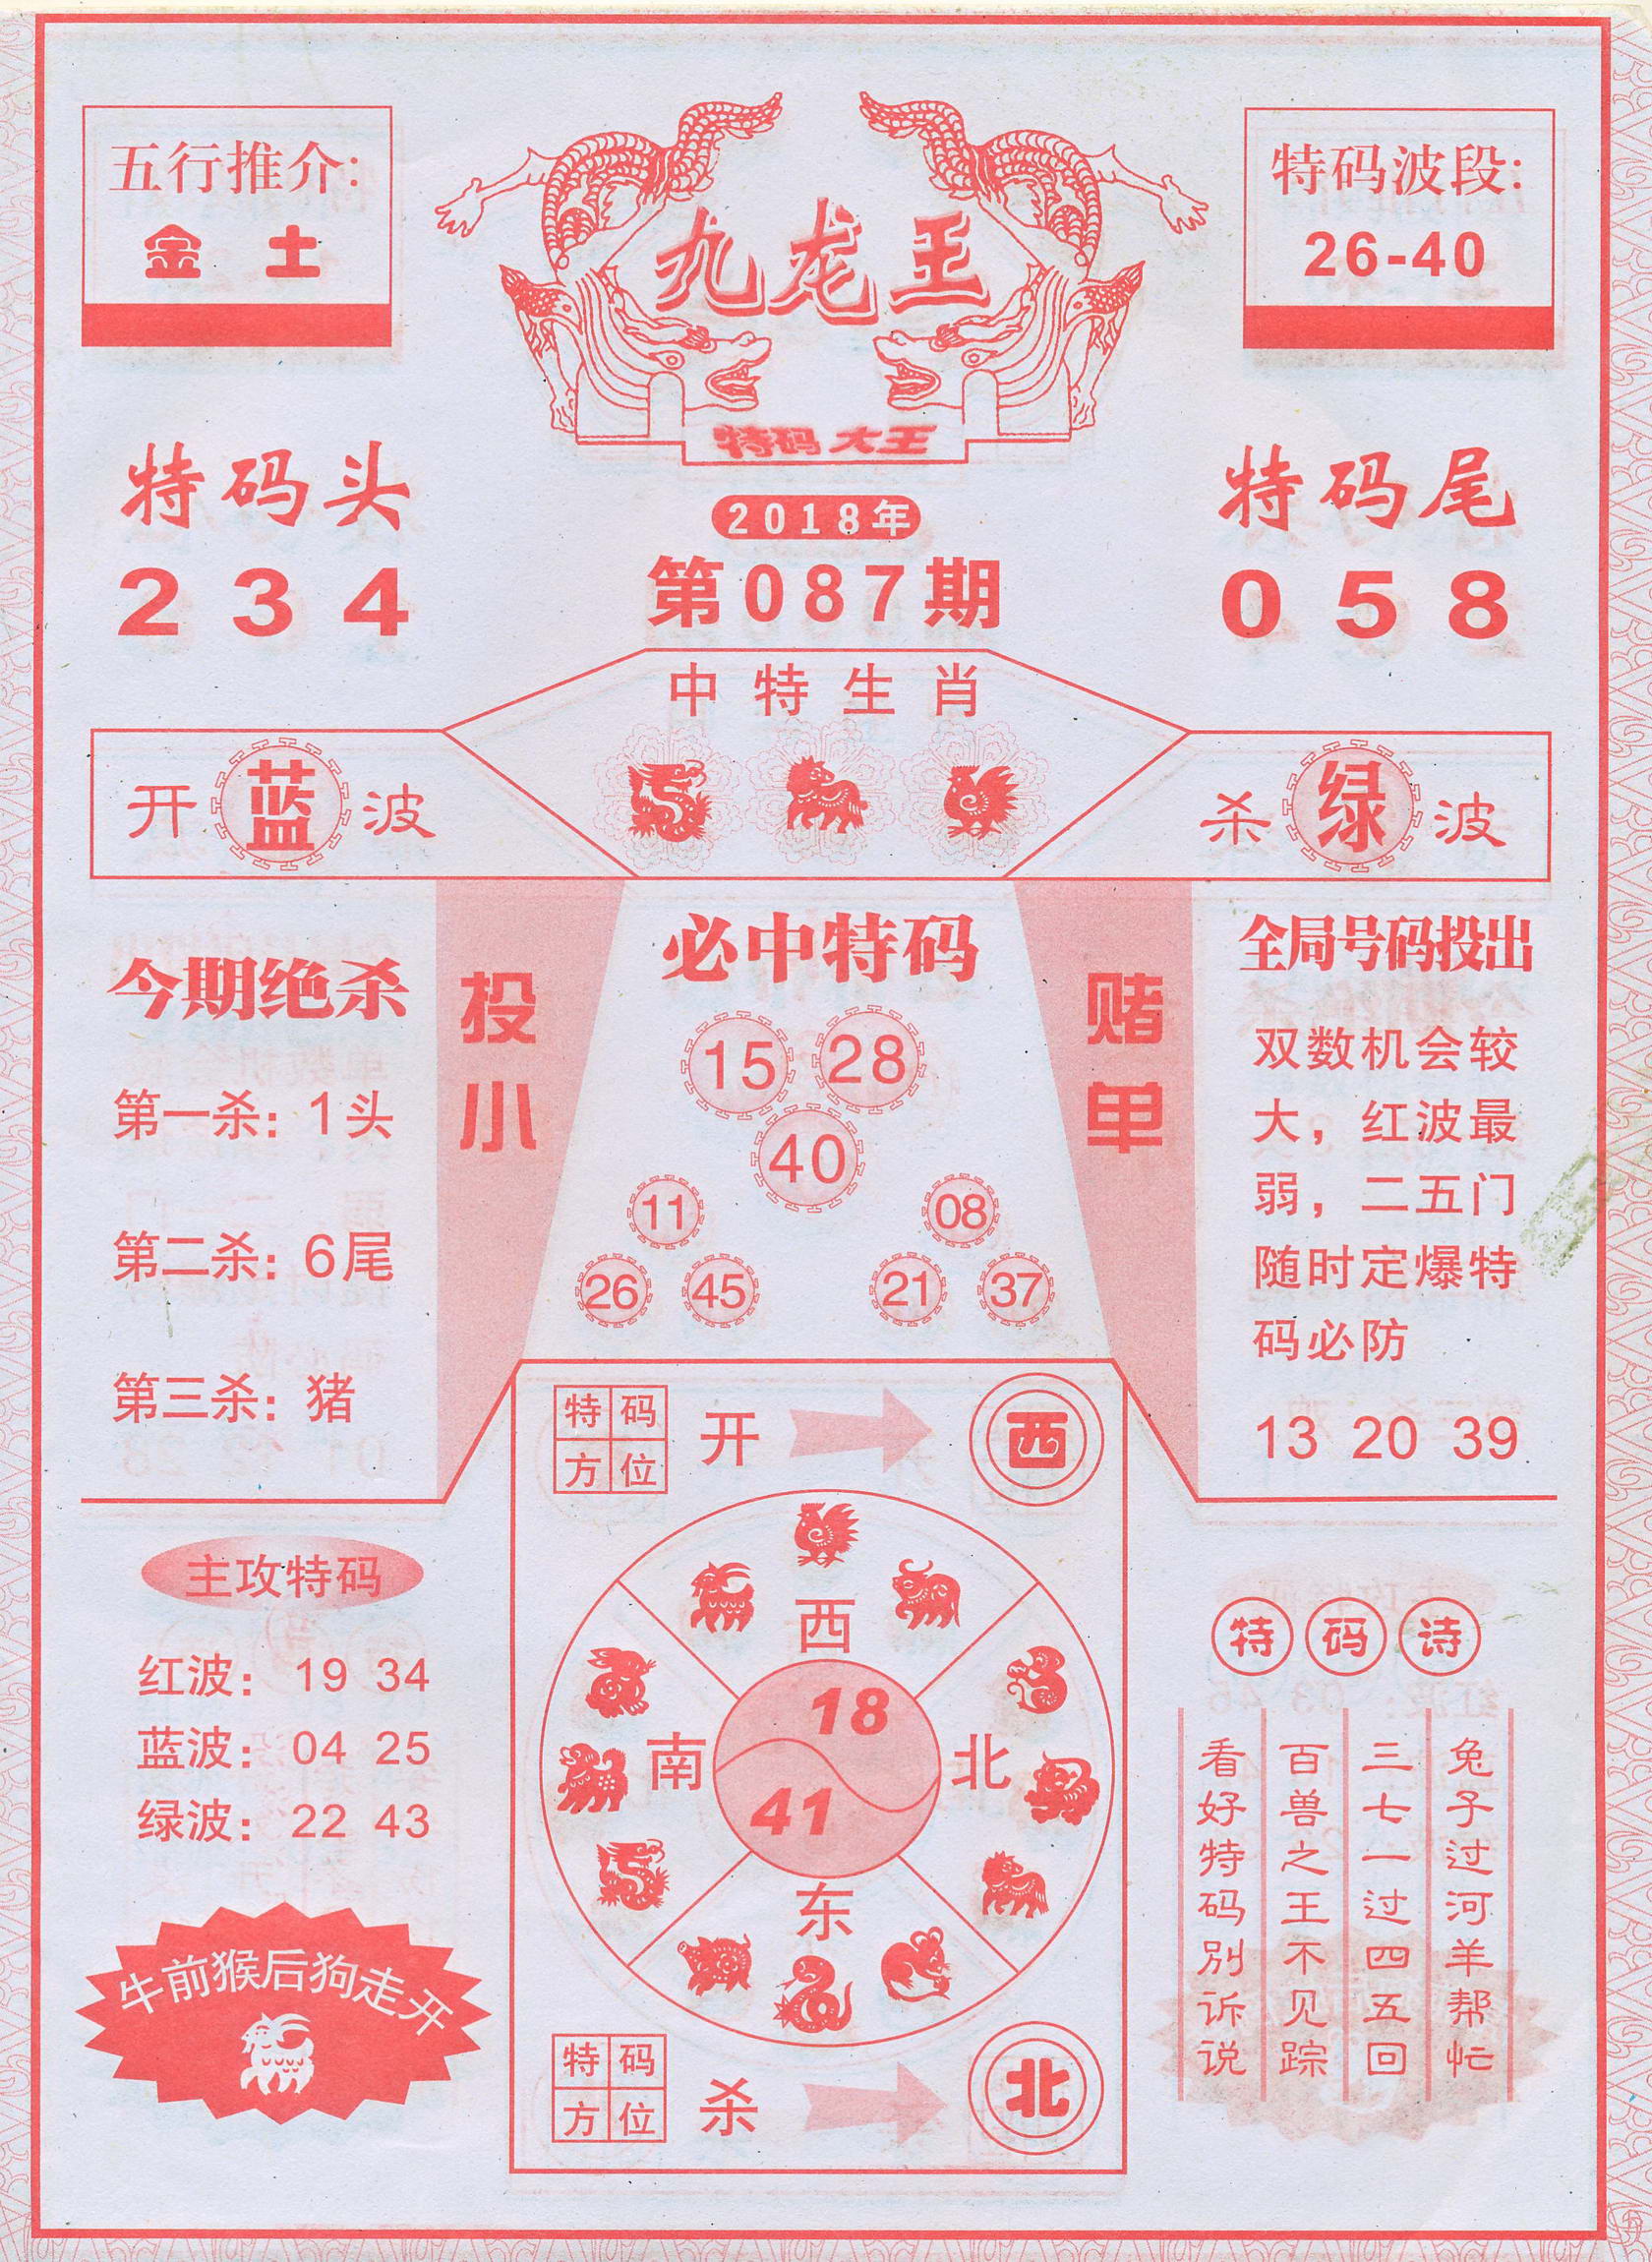 五行推介:
金 土
九龙王
特码大王
特码波段:
26-40
特码头
2 3 4
2018年
第087期
特码尾
0 5 8
中特生肖
开 蓝 波
杀 绿 波
今期绝杀
第一杀: 1头
第二杀: 6尾
第三杀: 猪
投小
必中特码
15 28
40
11
26 45
08
21 37
赌单
全局号码投出
双数机会较
大，红波最
弱，二五门
随时定爆特
码必防
13 20 39
特码方位
开
西
西
南
北
东
18
41
特码方位
杀
北
主攻特码
红波: 19 34
蓝波: 04 25
绿波: 22 43
牛前猴后狗走开
特码诗
兔子过河羊帮忙
三七一过四五回
百兽之王不见踪
看好特码别诉说